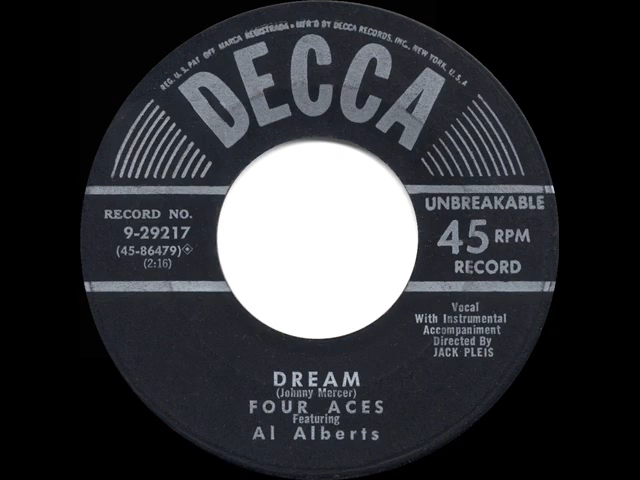 REG. U.S. PAT. OFF. MARCA REGISTRADA • MF'R'D BY DECCA RECORDS, INC., NEW YORK, U.S.A.
DECCA
RECORD NO.
9-29217
(45-86479)
(2:16)
UNBREAKABLE
45 RPM
RECORD
Vocal
With Instrumental
Accompaniment
Directed By
JACK PLEIS
DREAM
(Johnny Mercer)
FOUR ACES
Featuring
Al Alberts